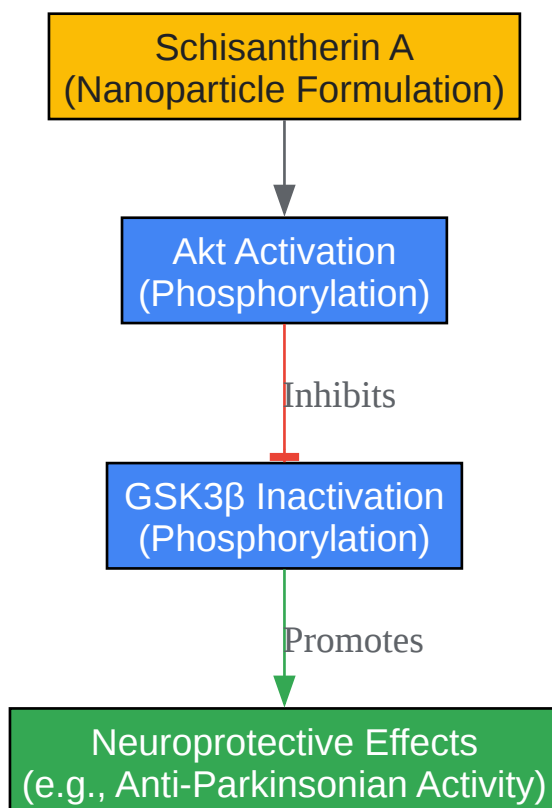 Schisantherin A
(Nanoparticle Formulation)
Akt Activation
(Phosphorylation)
Inhibits
GSK3β Inactivation
(Phosphorylation)
Promotes
Neuroprotective Effects
(e.g., Anti-Parkinsonian Activity)